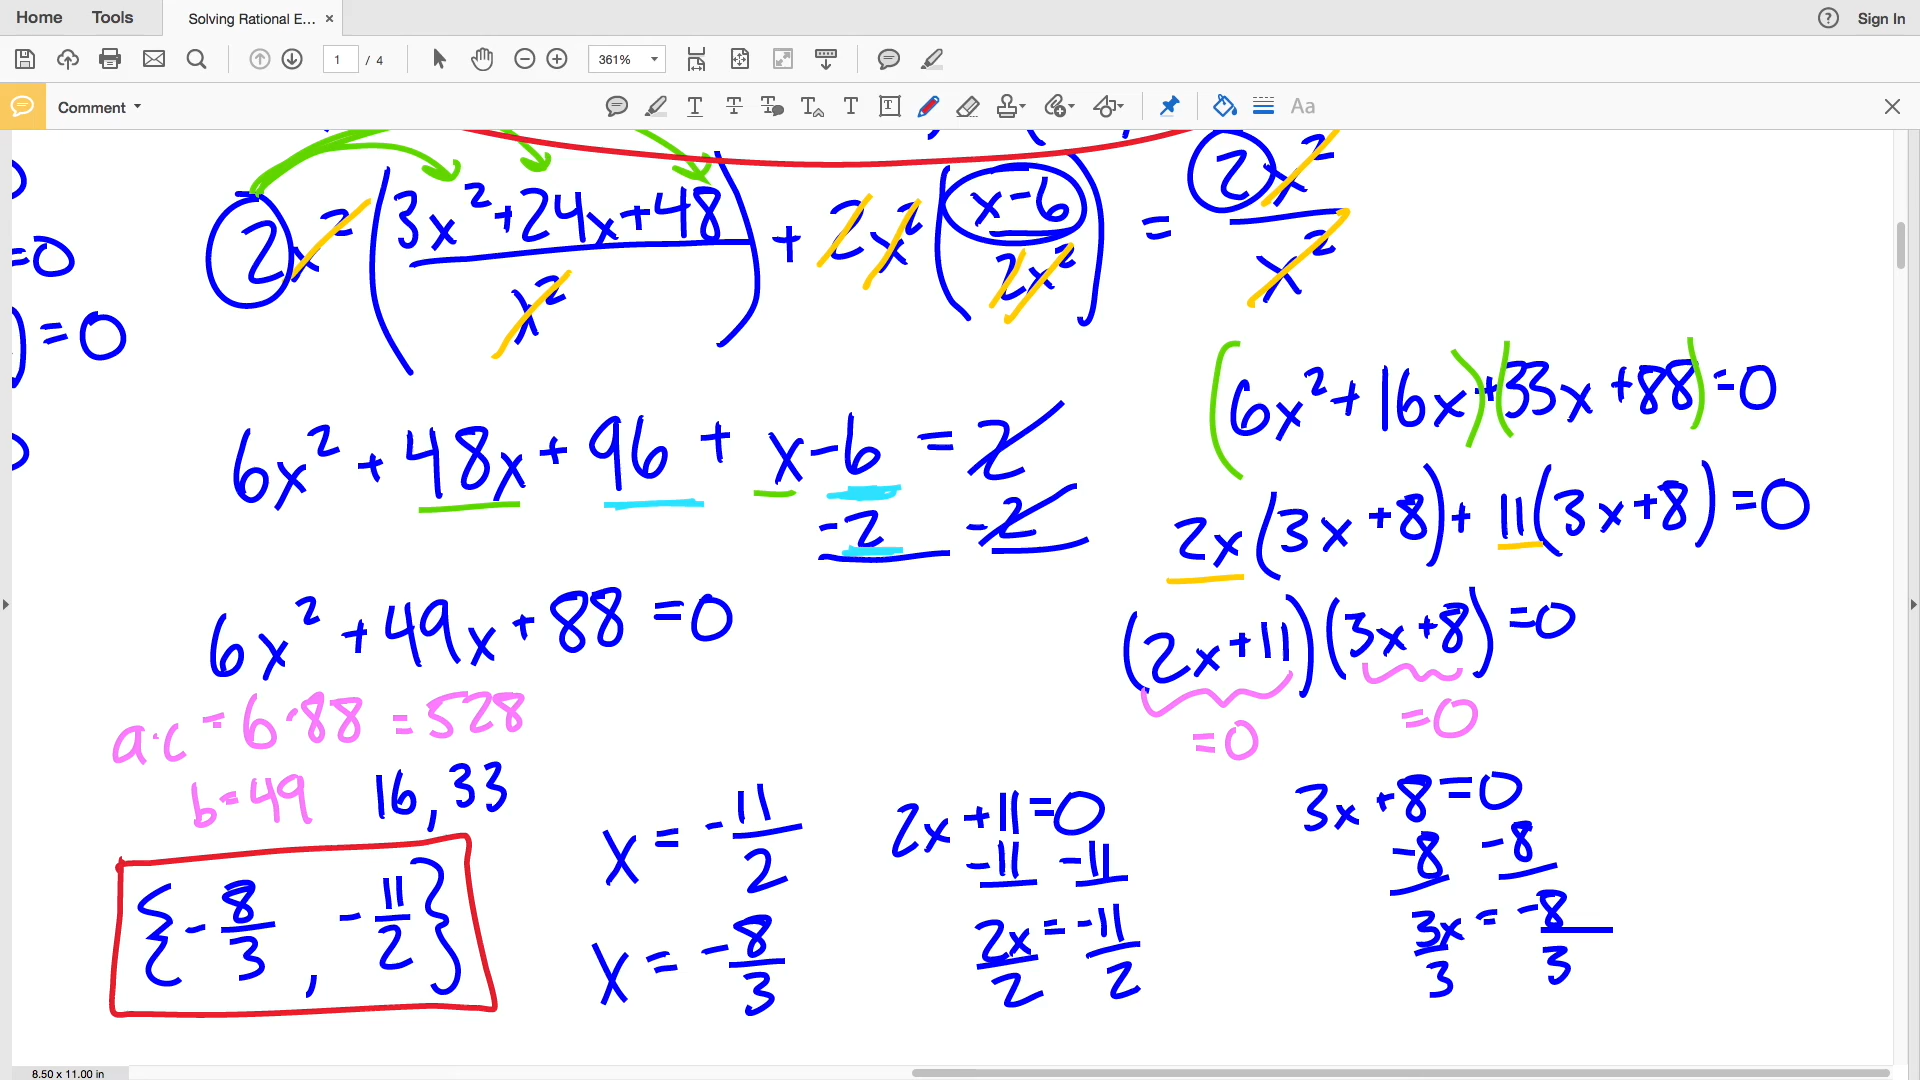 Home Tools Solving Rational E... × Sign In
1 / 4 361%
Comment Aa
=0
) =0
2x² (3x²+24x+48 / x²) + 2x² (x-6 / 2x²) = 2x² / x²
6x² + 48x + 96 + x - 6 = 2
-2 -2
6x² + 49x + 88 = 0
a·c = 6·88 = 528
b=49 16, 33
{-8/3, -11/2}
x = -11/2
x = -8/3
(6x² + 16x)+(33x +88) = 0
2x(3x+8) + 11(3x+8) = 0
(2x+11)(3x+8) = 0
=0 =0
2x + 11 = 0
-11 -11
2x/2 = -11/2
3x + 8 = 0
-8 -8
3x/3 = -8/3
8.50 x 11.00 in